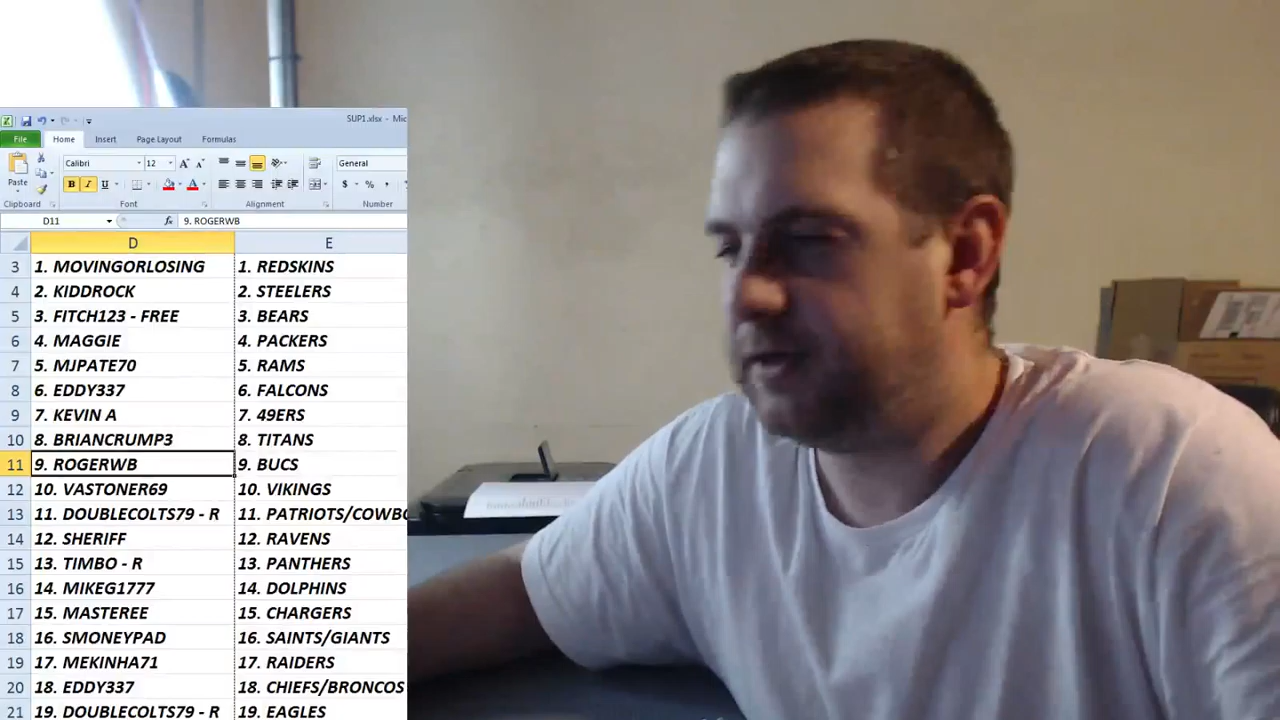 SUP1.xlsx - Mic
File Home Insert Page Layout Formulas
Calibri 12 General
Paste B I U $ % ,
Clipboard Font Alignment Number
D11 fx 9. ROGERWB
D E
3 1. MOVINGORLOSING 1. REDSKINS
4 2. KIDDROCK 2. STEELERS
5 3. FITCH123 - FREE 3. BEARS
6 4. MAGGIE 4. PACKERS
7 5. MJPATE70 5. RAMS
8 6. EDDY337 6. FALCONS
9 7. KEVIN A 7. 49ERS
10 8. BRIANCRUMP3 8. TITANS
11 9. ROGERWB 9. BUCS
12 10. VASTONER69 10. VIKINGS
13 11. DOUBLECOLTS79 - R 11. PATRIOTS/COWBO
14 12. SHERIFF 12. RAVENS
15 13. TIMBO - R 13. PANTHERS
16 14. MIKEG1777 14. DOLPHINS
17 15. MASTEREE 15. CHARGERS
18 16. SMONEYPAD 16. SAINTS/GIANTS
19 17. MEKINHA71 17. RAIDERS
20 18. EDDY337 18. CHIEFS/BRONCOS
21 19. DOUBLECOLTS79 - R 19. EAGLES